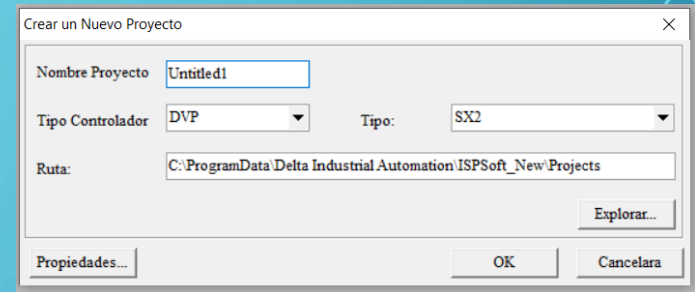 Crear un Nuevo Proyecto
Nombre Proyecto Untitled1
Tipo Controlador DVP Tipo: SX2
Ruta: C:\ProgramData\Delta Industrial Automation\ISPSoft_New\Projects
Explorar...
Propiedades... OK Cancelara